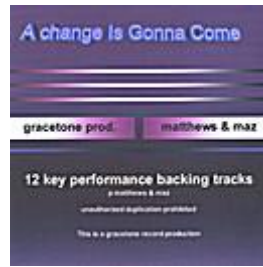 A change Is Gonna Come
gracetone prod. matthews & maz
12 key performance backing tracks
p matthews & maz
unauthorised duplication prohibited
This is a gracetone record production